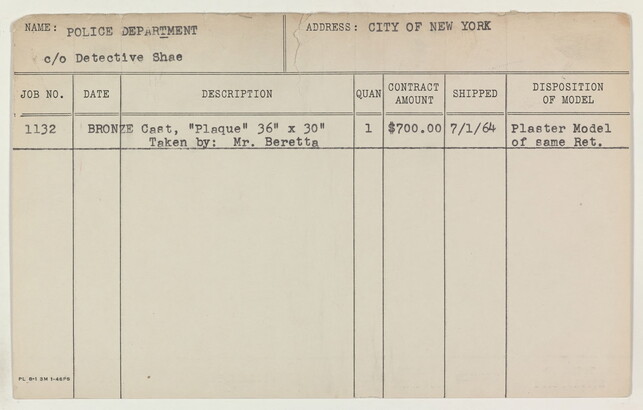 NAME: POLICE DEPARTMENT
c/o Detective Shae
ADDRESS: CITY OF NEW YORK
JOB NO. DATE DESCRIPTION QUAN CONTRACT AMOUNT SHIPPED DISPOSITION OF MODEL
1132 BRONZE Cast, "Plaque" 36" x 30" 1 $700.00 7/1/64 Plaster Model
Taken by: Mr. Beretta of same Ret.